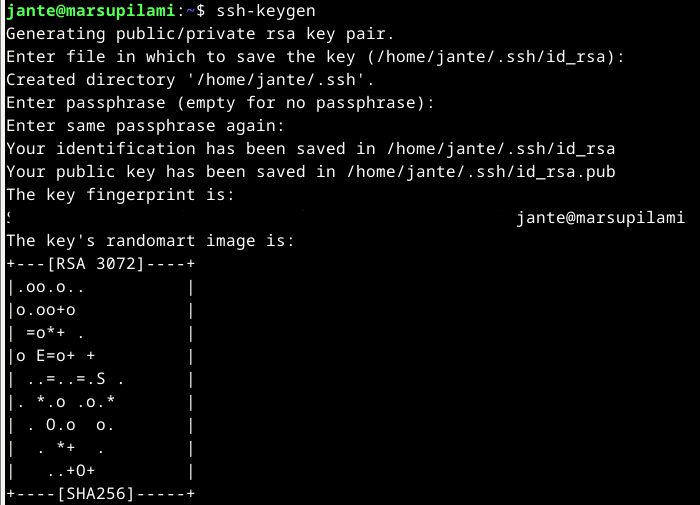 jante@marsupilami:~$ ssh-keygen
Generating public/private rsa key pair.
Enter file in which to save the key (/home/jante/.ssh/id_rsa):
Created directory '/home/jante/.ssh'.
Enter passphrase (empty for no passphrase):
Enter same passphrase again:
Your identification has been saved in /home/jante/.ssh/id_rsa
Your public key has been saved in /home/jante/.ssh/id_rsa.pub
The key fingerprint is:
jante@marsupilami
The key's randomart image is:
+---[RSA 3072]----+
|.oo.o..          |
|o.oo+o           |
| =o*+ .          |
|o E=o+ +         |
| ..=..=.S .      |
|. *.o .o.*       |
| . O.o  o.       |
|  . *+  .        |
|   ..+O+         |
+----[SHA256]-----+